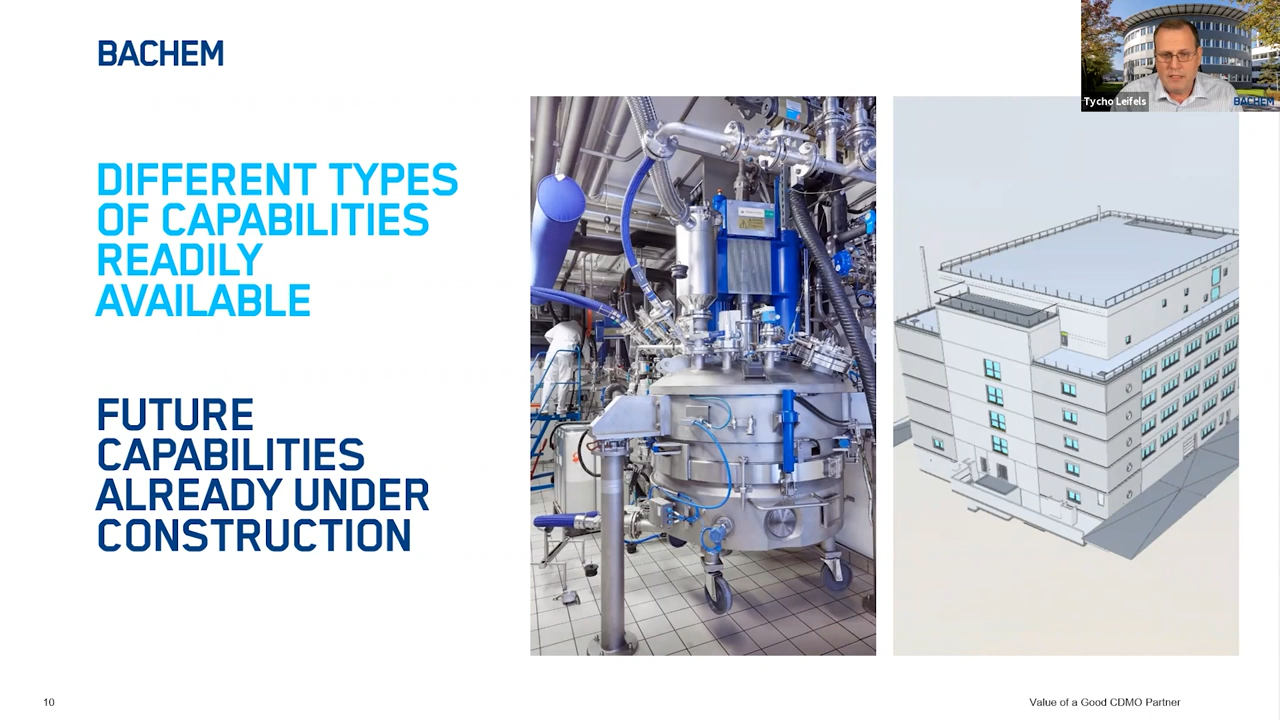 BACHEM
Tycho Leifels
BACHEM
DIFFERENT TYPES
OF CAPABILITIES
READILY
AVAILABLE
FUTURE
CAPABILITIES
ALREADY UNDER
CONSTRUCTION
10
Value of a Good CDMO Partner